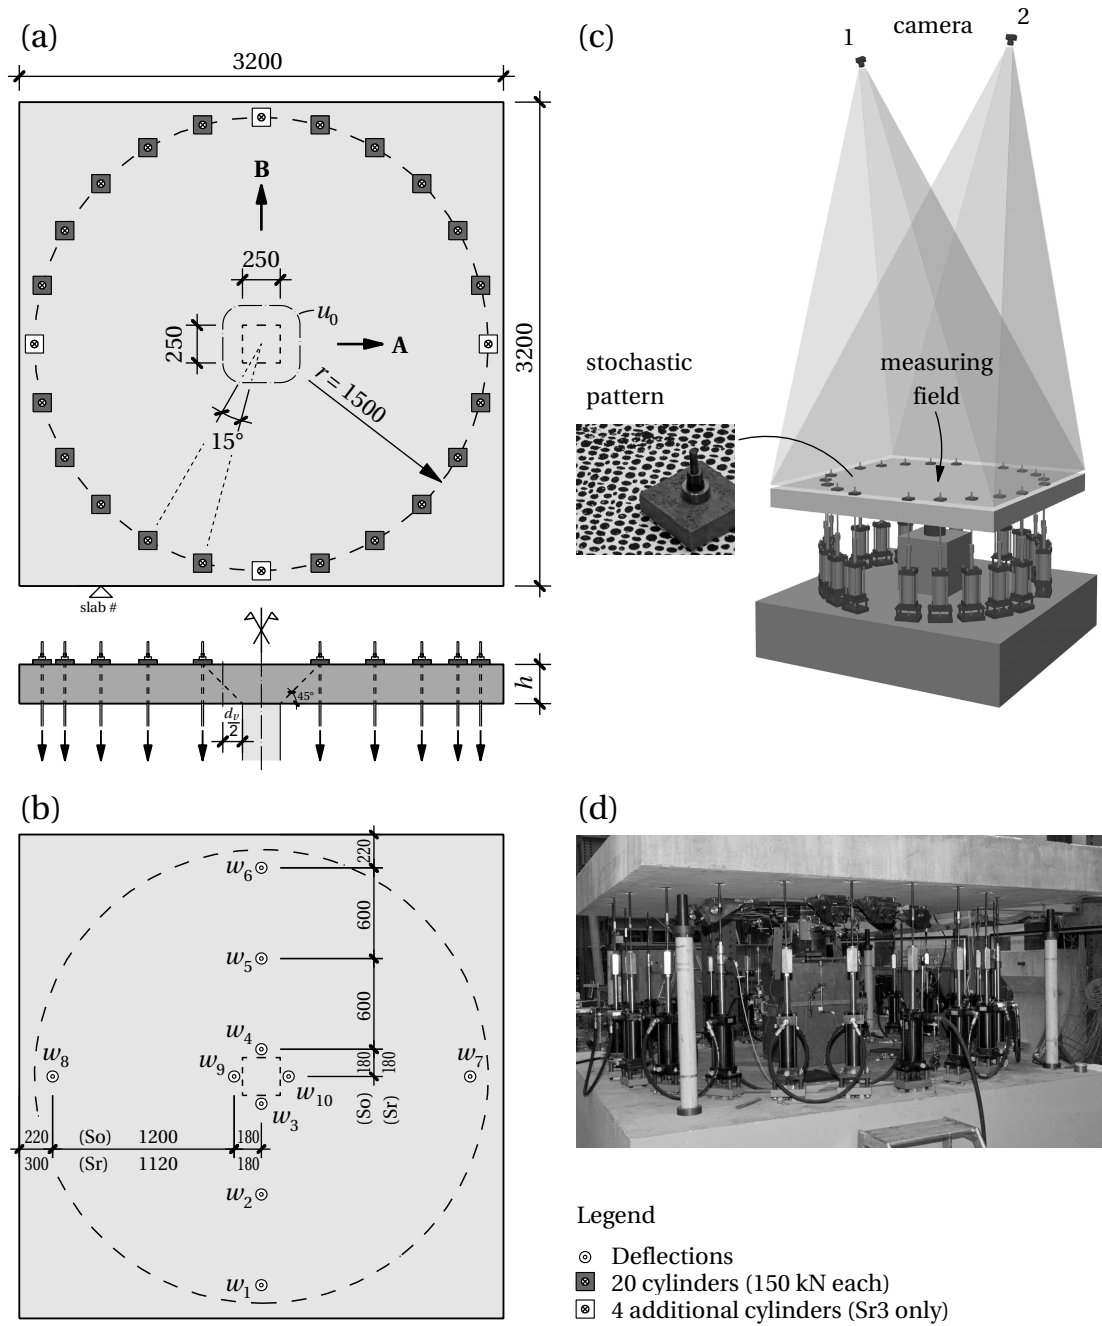 (a)
3200
3200
B
250
250
u0
A
r = 1500
15°
slab #
45°
dv
2
h
(b)
w6
w5
w4
w8
w9
w7
w10
w3
w2
w1
220
600
600
180
180
(So)
(Sr)
220
(So)
1200
180
300
(Sr)
1120
180
(c)
1
camera
2
stochastic
pattern
measuring
field
(d)
Legend
Deflections
20 cylinders (150 kN each)
4 additional cylinders (Sr3 only)